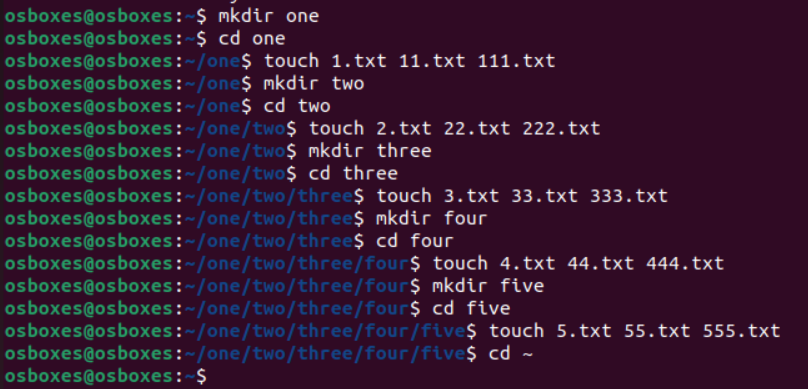 osboxes@osboxes:~$ mkdir one
osboxes@osboxes:~$ cd one
osboxes@osboxes:~/one$ touch 1.txt 11.txt 111.txt
osboxes@osboxes:~/one$ mkdir two
osboxes@osboxes:~/one$ cd two
osboxes@osboxes:~/one/two$ touch 2.txt 22.txt 222.txt
osboxes@osboxes:~/one/two$ mkdir three
osboxes@osboxes:~/one/two$ cd three
osboxes@osboxes:~/one/two/three$ touch 3.txt 33.txt 333.txt
osboxes@osboxes:~/one/two/three$ mkdir four
osboxes@osboxes:~/one/two/three$ cd four
osboxes@osboxes:~/one/two/three/four$ touch 4.txt 44.txt 444.txt
osboxes@osboxes:~/one/two/three/four$ mkdir five
osboxes@osboxes:~/one/two/three/four$ cd five
osboxes@osboxes:~/one/two/three/four/five$ touch 5.txt 55.txt 555.txt
osboxes@osboxes:~/one/two/three/four/five$ cd ~
osboxes@osboxes:~$